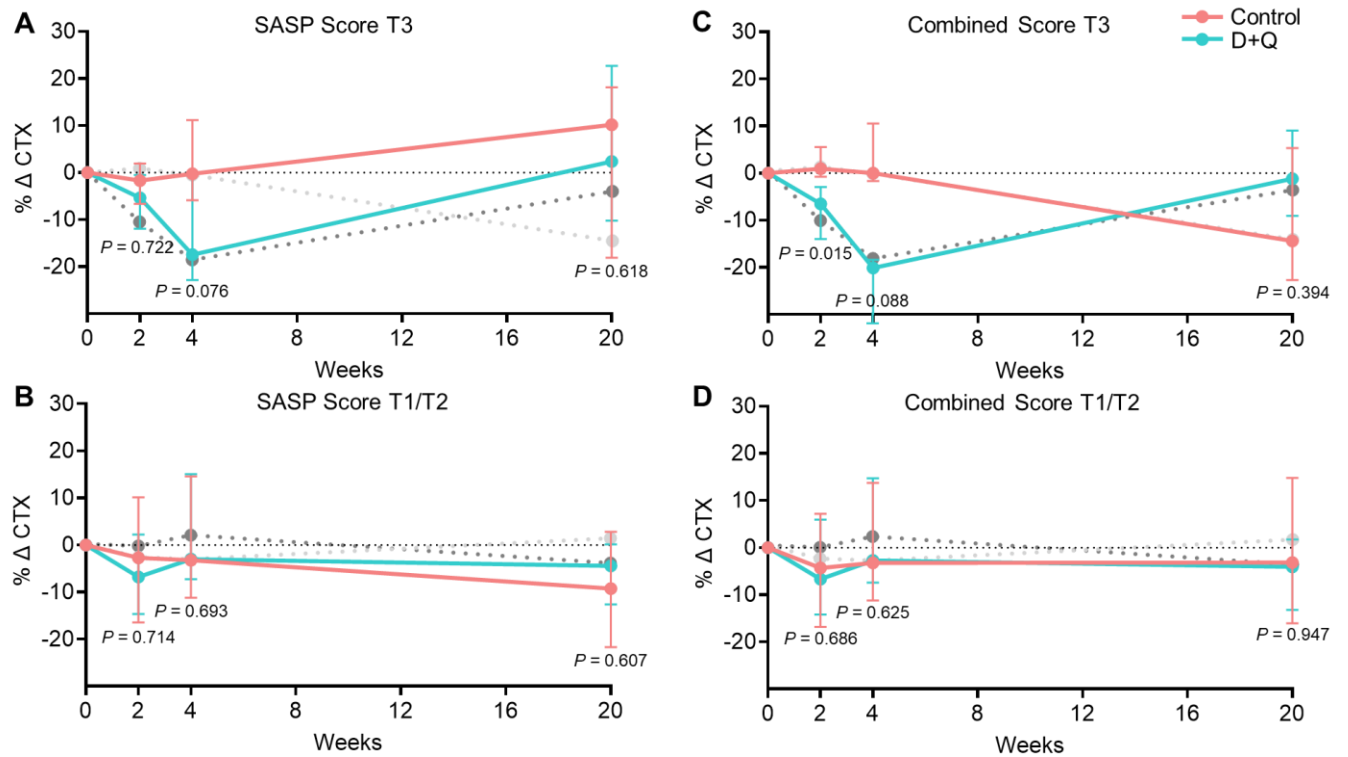 A
SASP Score T3
30
20
10
0
-10
-20
% Δ CTX
P = 0.722
P = 0.076
P = 0.618
0 2 4 8 12 16 20
Weeks
C
Combined Score T3
Control
D+Q
30
20
10
0
-10
-20
% Δ CTX
P = 0.015
P = 0.088
P = 0.394
0 2 4 8 12 16 20
Weeks
B
SASP Score T1/T2
30
20
10
0
-10
-20
% Δ CTX
P = 0.714
P = 0.693
P = 0.607
0 2 4 8 12 16 20
Weeks
D
Combined Score T1/T2
30
20
10
0
-10
-20
% Δ CTX
P = 0.686
P = 0.625
P = 0.947
0 2 4 8 12 16 20
Weeks